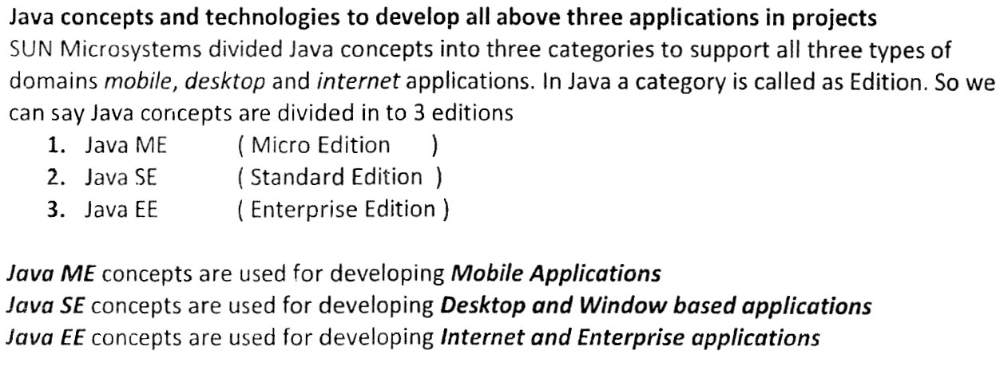 Java concepts and technologies to develop all above three applications in projects
SUN Microsystems divided Java concepts into three categories to support all three types of
domains mobile, desktop and internet applications. In Java a category is called as Edition. So we
can say Java concepts are divided in to 3 editions
1. Java ME ( Micro Edition )
2. Java SE ( Standard Edition )
3. Java EE ( Enterprise Edition )
Java ME concepts are used for developing Mobile Applications
Java SE concepts are used for developing Desktop and Window based applications
Java EE concepts are used for developing Internet and Enterprise applications